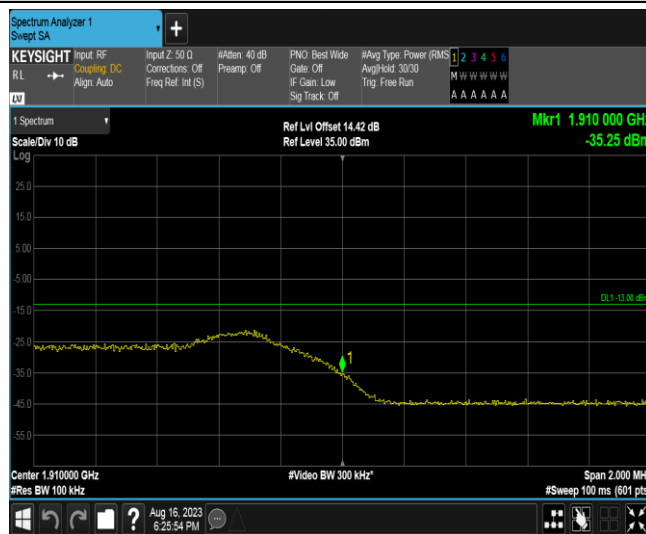 Spectrum Analyzer 1
Swept SA
+
KEYSIGHT
RL
LXI
Input: RF
Coupling: DC
Align: Auto
Input Z: 50 Ω
Corrections: Off
Freq Ref: Int (S)
#Atten: 40 dB
Preamp: Off
PNO: Best Wide
Gate: Off
IF Gain: Low
Sig Track: Off
#Avg Type: Power (RMS
Avg|Hold: 30/30
Trig: Free Run
1 2 3 4 5 6
M W W W W W
A A A A A A
1 Spectrum
Scale/Div 10 dB
Log
Ref Lvl Offset 14.42 dB
Ref Level 35.00 dBm
Mkr1 1.910 000 GHz
-35.25 dBm
25.0
15.0
5.00
-5.00
-15.0
-25.0
-35.0
-45.0
-55.0
DL1 -13.00 dBm
1
Center 1.910000 GHz
#Res BW 100 kHz
#Video BW 300 kHz*
Span 2.000 MH
#Sweep 100 ms (601 pts
?
Aug 16, 2023
6:25:54 PM